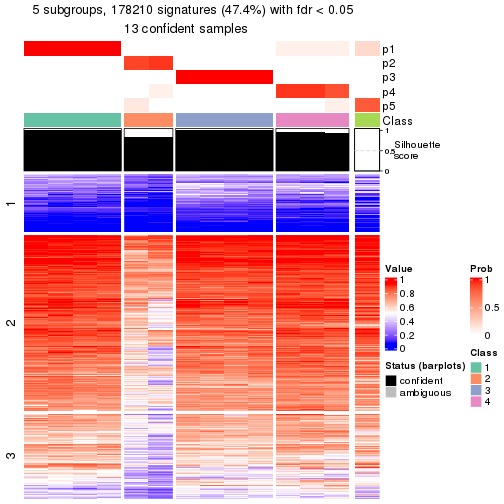 5 subgroups, 178210 signatures (47.4%) with fdr < 0.05
13 confident samples
p1
p2
p3
p4
p5
Class
1
0.5
0
Silhouette
score
1
2
3
Value
1
0.8
0.6
0.4
0.2
0
Prob
1
0.5
0
Status (barplots)
confident
ambiguous
Class
1
2
3
4